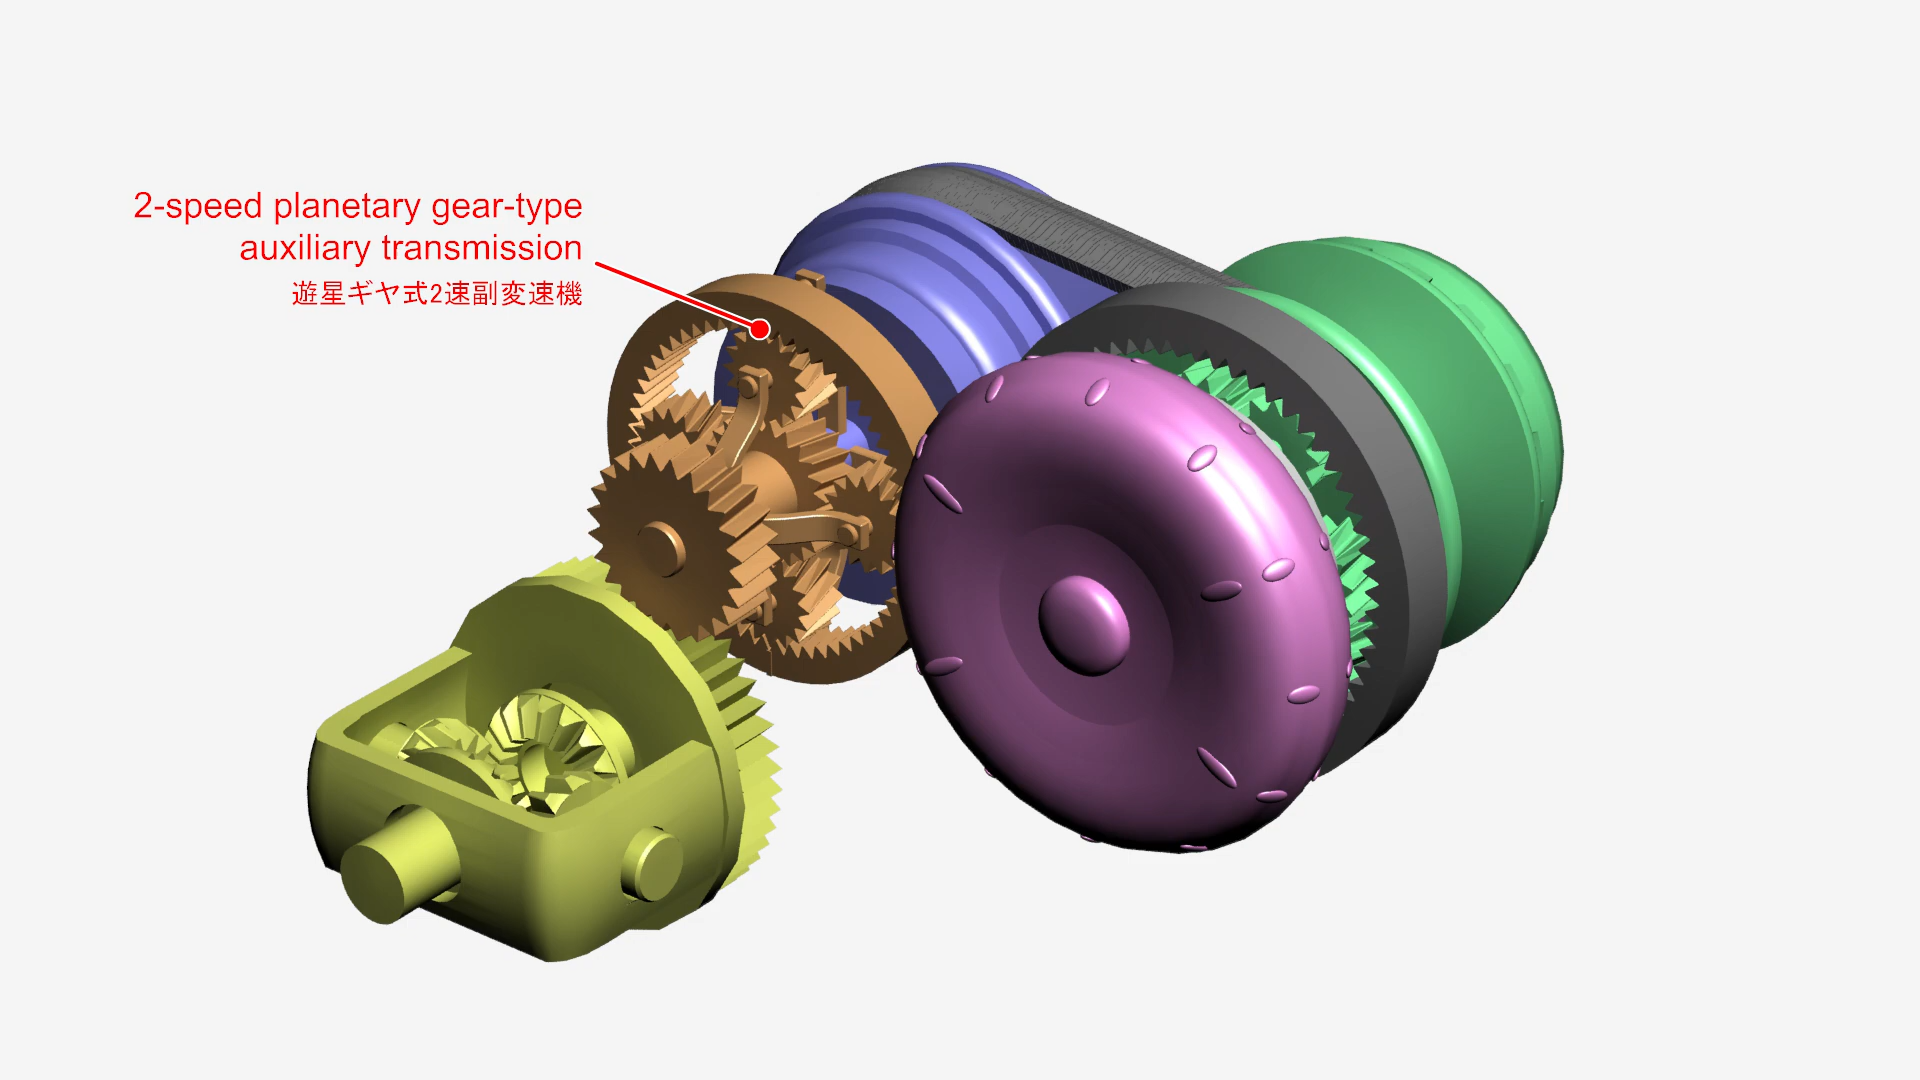 2-speed planetary gear-type
auxiliary transmission
遊星ギヤ式2速副変速機